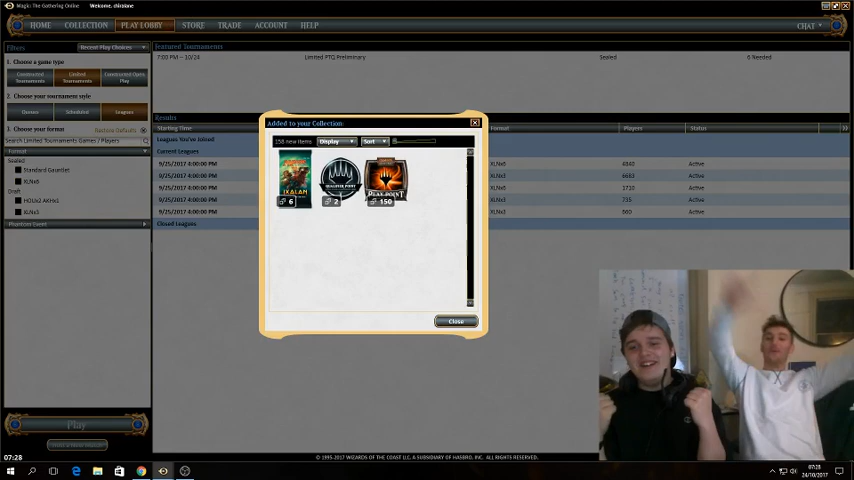 Magic: The Gathering Online Welcome,
HOME COLLECTION PLAY LOBBY STORE TRADE ACCOUNT HELP CHAT
Filters Recent Play Choices
1. Choose a game type
Constructed Tournaments Limited Tournaments Constructed Open Play
2. Choose your tournament style
Queues Scheduled Leagues
3. Choose your format Restore Defaults
Search Limited Tournaments Games / Players
Format
Sealed
Standard Gauntlet
XLNx6
Draft
HOUx2 AKHx1
XLNx3
Phantom Event
Play
07:28
Featured Tournaments
7:00 PM - 10/24 Limited PTQ Preliminary Sealed 6 Needed
Results
Starting Time Format Players Status
Leagues You've Joined
Current Leagues
9/25/2017 4:00:00 PM XLNx6 Active
9/25/2017 4:00:00 PM XLNx3 6683 Active
9/25/2017 4:00:00 PM XLNx6 1710 Active
9/25/2017 4:00:00 PM XLNx3 735 Active
9/25/2017 4:00:00 PM XLNx3 660 Active
Closed Leagues
Added to your Collection:
158 new items Display Sort
IXALAN
QUALIFIER POINT
PLAY POINT
6 2 150
Close
© 1995-2017 WIZARDS OF THE COAST LLC, A SUBSIDIARY OF HASBRO, INC. ALL RIGHTS RESERVED.
07:28
24/10/2017